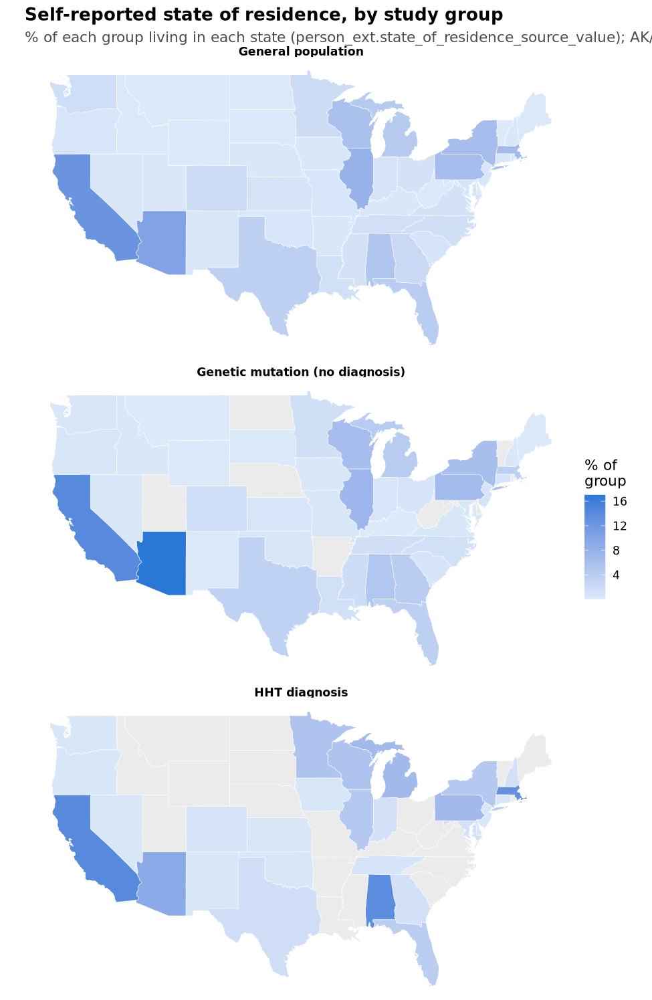 Self-reported state of residence, by study group
% of each group living in each state (person_ext.state_of_residence_source_value); AK/
General population
Genetic mutation (no diagnosis)
% of
group
16
12
8
4
HHT diagnosis